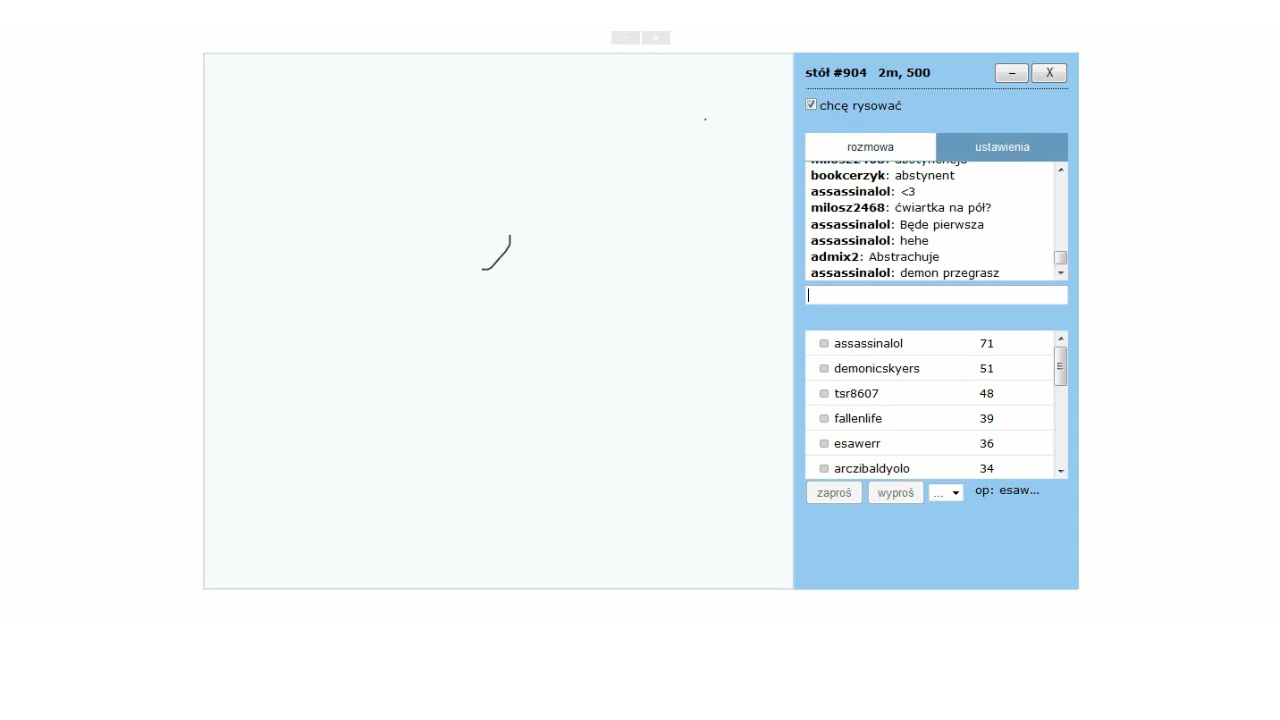 stół #904 2m, 500
– X
chcę rysować
rozmowa ustawienia
bookcerzyk: abstynent
assassinalol: <3
milosz2468: ćwiartka na pół?
assassinalol: Będe pierwsza
assassinalol: hehe
admix2: Abstrachuje
assassinalol: demon przegrasz
assassinalol 71
demonicskyers 51
tsr8607 48
fallenlife 39
esawerr 36
arczibaldyolo 34
zaproś wyproś ... op: esaw...